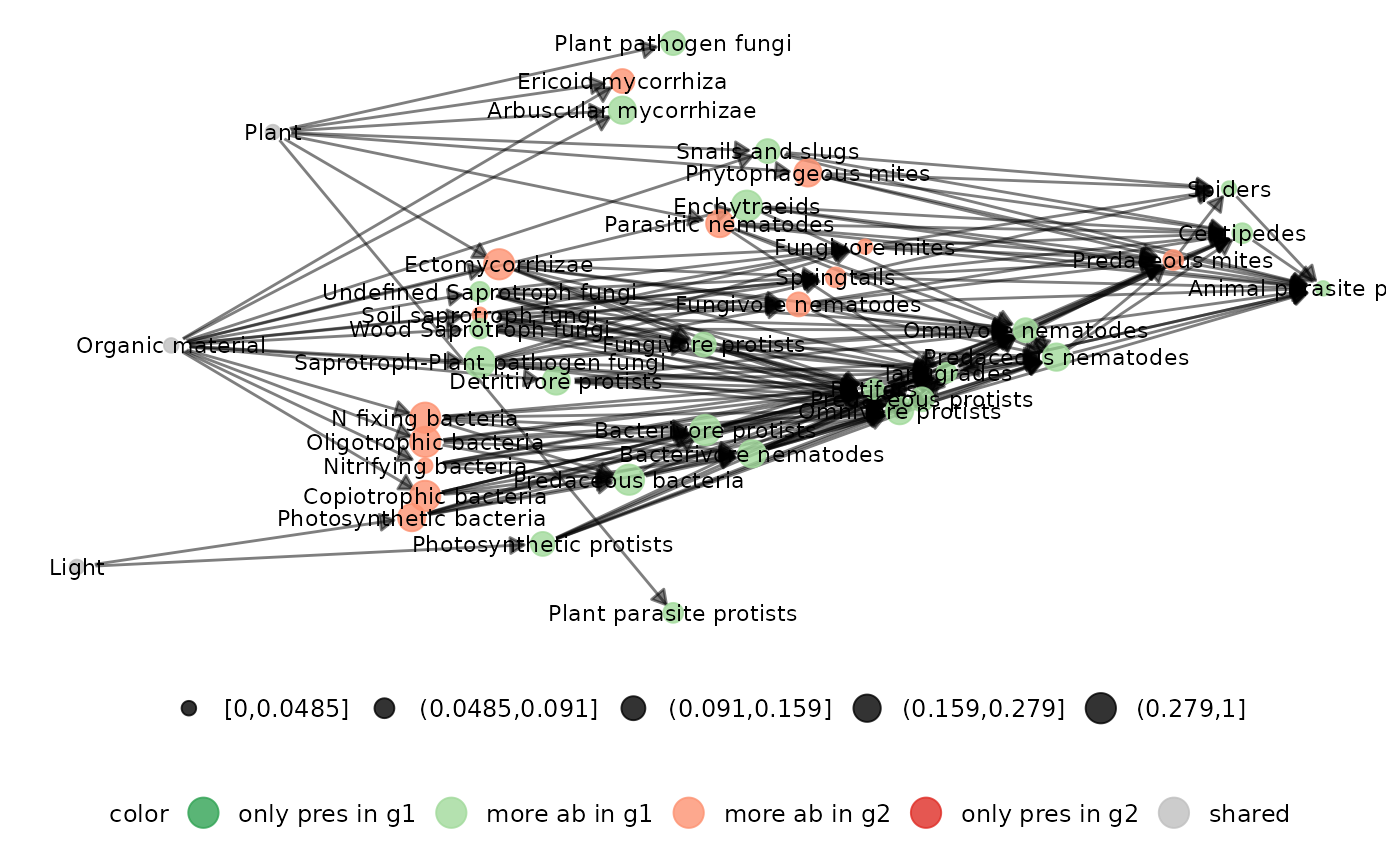 Plant pathogen fungi
Ericoid mycorrhiza
Arbuscular mycorrhizae
Plant
Snails and slugs
Phytophageous mites
Spiders
Enchytraeids
Parasitic nematodes
Centipedes
Fungivore mites
Predaceous mites
Ectomycorrhizae
Springtails
Animal parasite p
Undefined Saprotroph fungi
Fungivore nematodes
Soil saprotroph fungi
Wood Saprotroph fungi
Omnivore nematodes
Organic material
Fungivore protists
Predaceous nematodes
Saprotroph-Plant pathogen fungi
Tardigrades
Detritivore protists
Rotifers
Predaceous protists
Omnivore protists
N fixing bacteria
Bacterivore protists
Oligotrophic bacteria
Bacterivore nematodes
Nitrifying bacteria
Predaceous bacteria
Copiotrophic bacteria
Photosynthetic bacteria
Photosynthetic protists
Light
Plant parasite protists
[0,0.0485] (0.0485,0.091] (0.091,0.159] (0.159,0.279] (0.279,1]
color only pres in g1 more ab in g1 more ab in g2 only pres in g2 shared